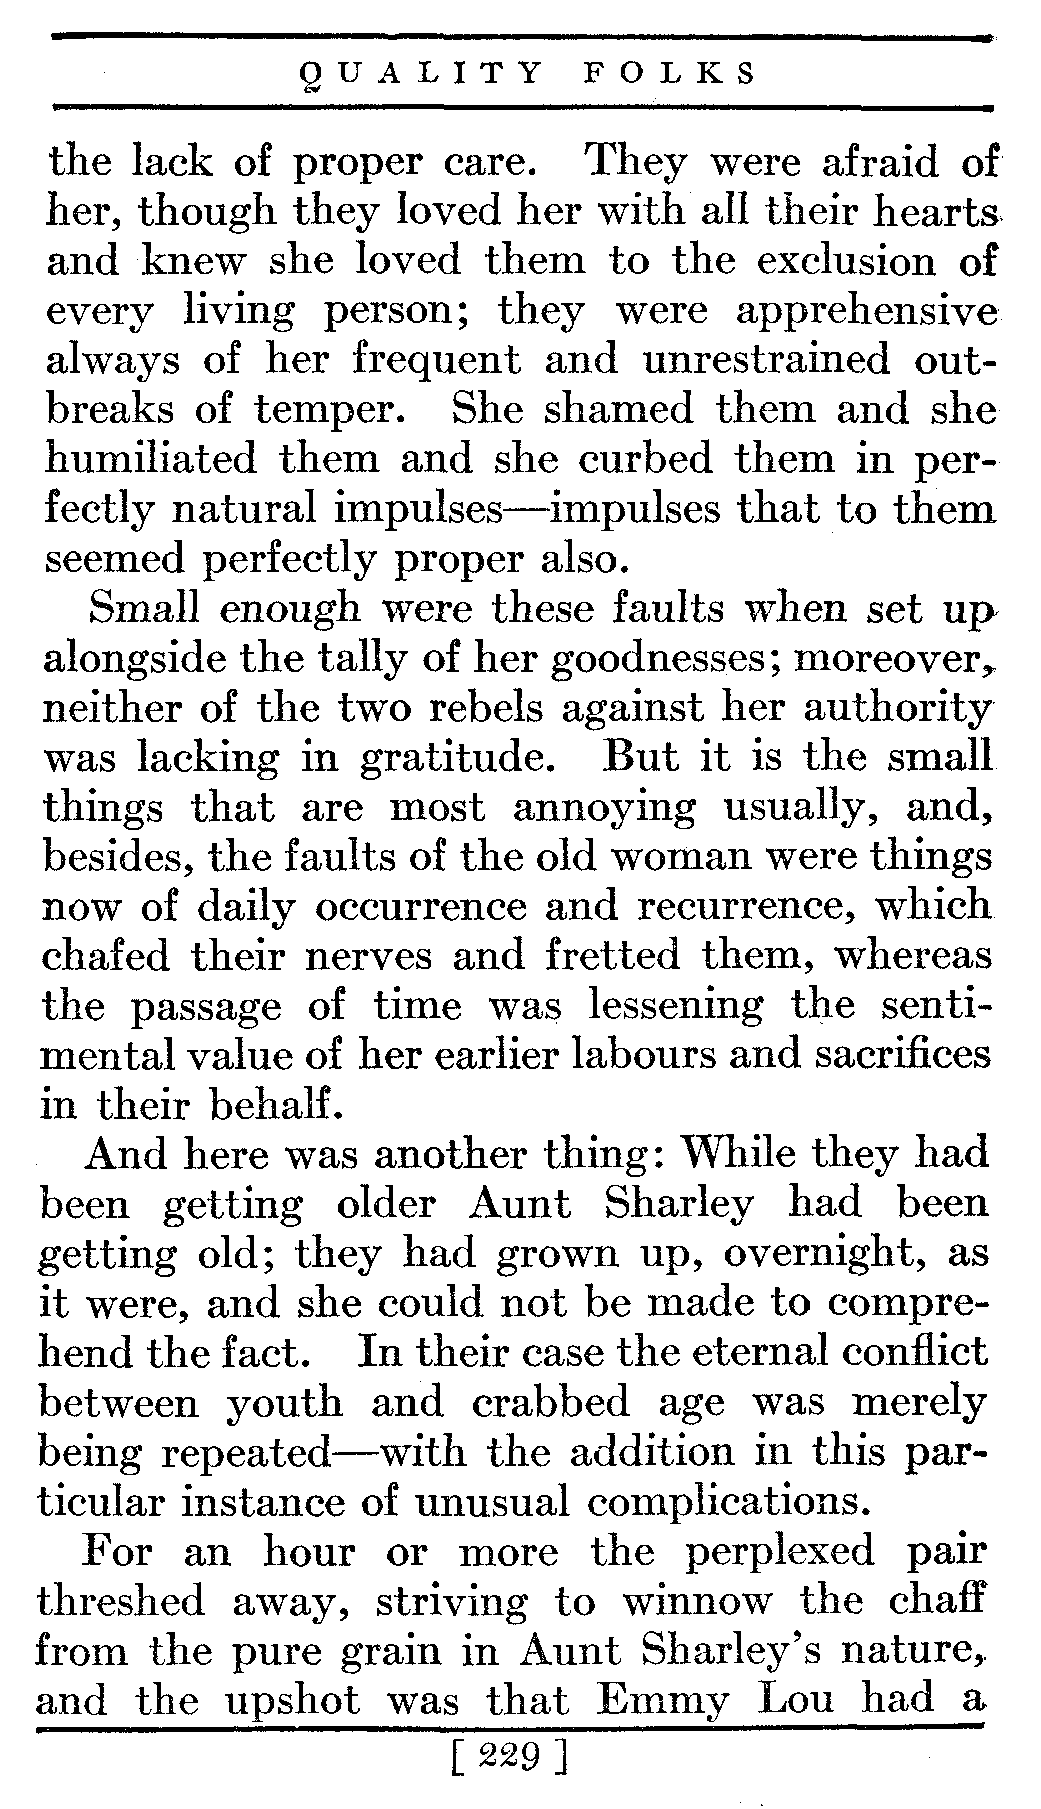 QUALITY FOLKS
the lack of proper care. They were afraid of
her, though they loved her with all their hearts
and knew she loved them to the exclusion of
every living person; they were apprehensive
always of her frequent and unrestrained out-
breaks of temper. She shamed them and she
humiliated them and she curbed them in per-
fectly natural impulses—impulses that to them
seemed perfectly proper also.
Small enough were these faults when set up
alongside the tally of her goodnesses; moreover,
neither of the two rebels against her authority
was lacking in gratitude. But it is the small
things that are most annoying usually, and,
besides, the faults of the old woman were things
now of daily occurrence and recurrence, which
chafed their nerves and fretted them, whereas
the passage of time was lessening the senti-
mental value of her earlier labours and sacrifices
in their behalf.
And here was another thing: While they had
been getting older Aunt Sharley had been
getting old; they had grown up, overnight, as
it were, and she could not be made to compre-
hend the fact. In their case the eternal conflict
between youth and crabbed age was merely
being repeated—with the addition in this par-
ticular instance of unusual complications.
For an hour or more the perplexed pair
threshed away, striving to winnow the chaff
from the pure grain in Aunt Sharley's nature,
and the upshot was that Emmy Lou had a
[ 229 ]